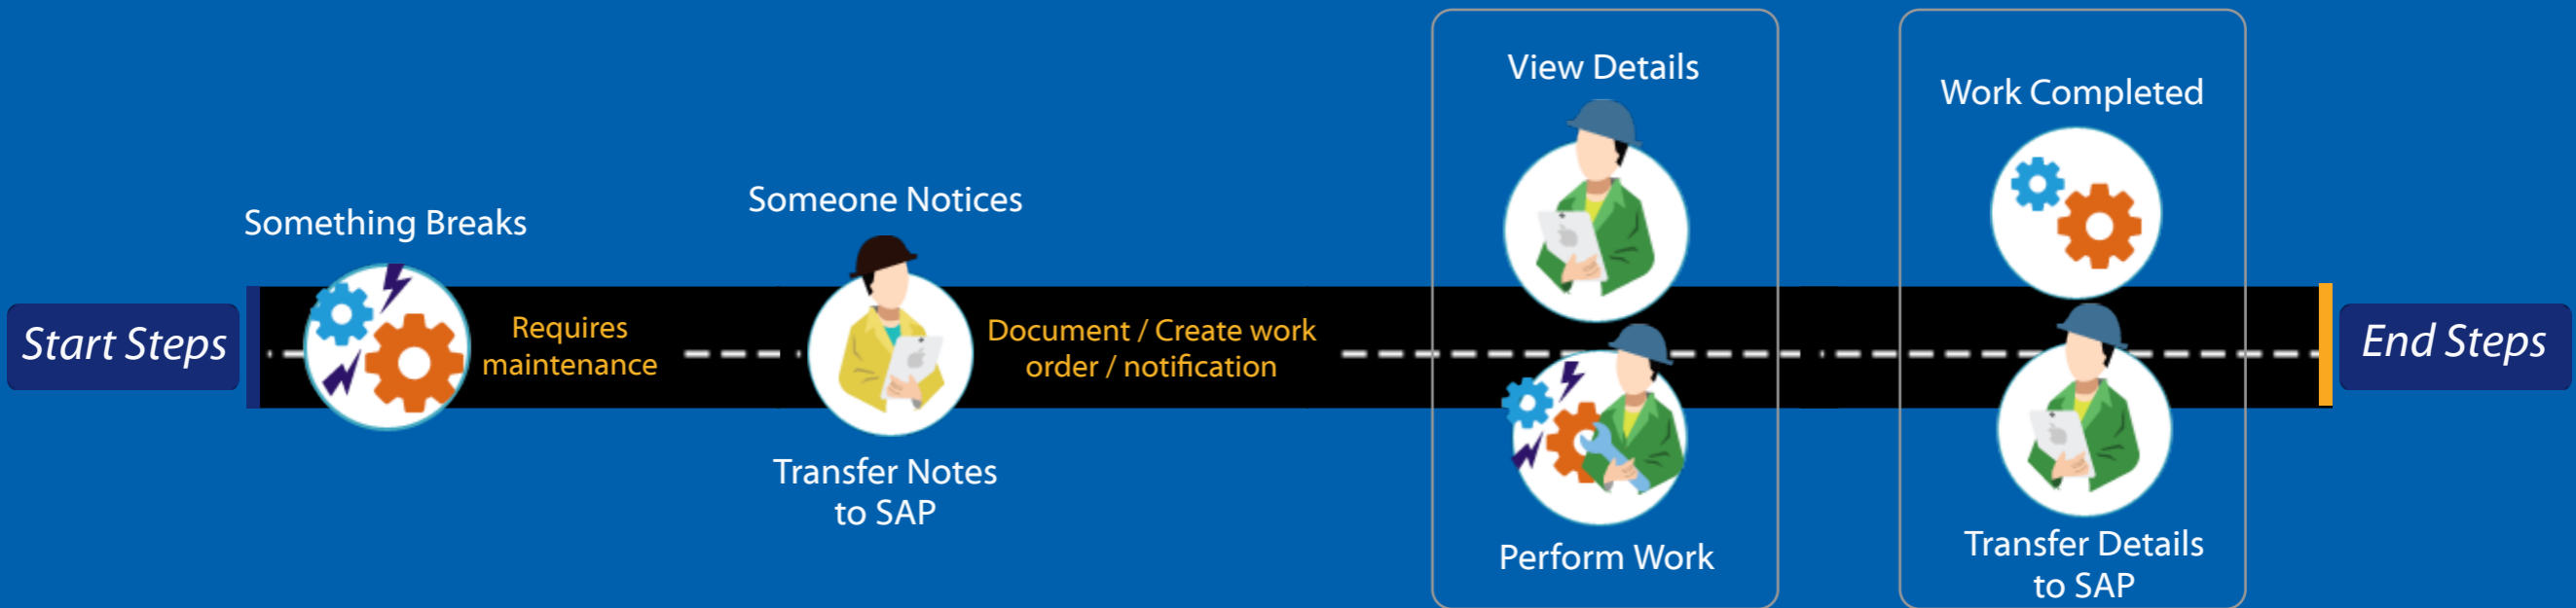 Start Steps
Something Breaks
Requires
maintenance
Someone Notices
Transfer Notes
to SAP
Document / Create work
order / notification
View Details
Perform Work
Work Completed
Transfer Details
to SAP
End Steps